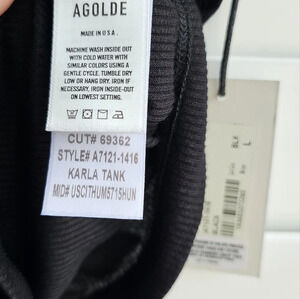 AGOLDE
MADE IN U.S.A.
MACHINE WASH INSIDE OUT
WITH COLD WATER WITH
SIMILAR COLORS USING A
GENTLE CYCLE. TUMBLE DRY
LOW OR HANG DRY. IRON IF
NECESSARY, IRON INSIDE-OUT
ON LOWEST SETTING.
CUT# 69362
STYLE# A7121-1416
KARLA TANK
MID# USCITHUM5715HUN
BLK
L
BLACK